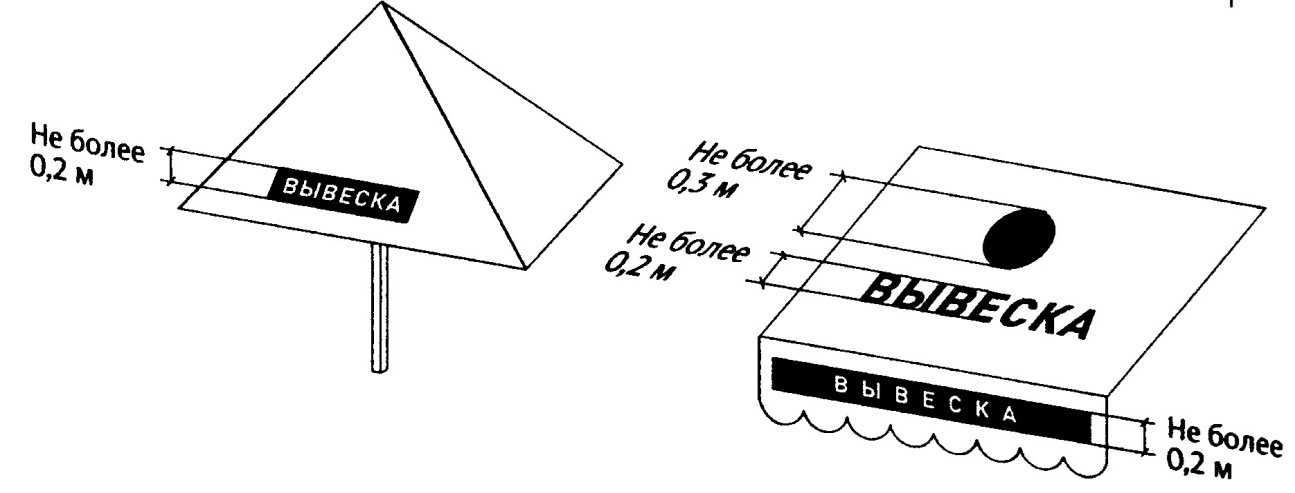 Не более
0,2 м
ВЫВЕСКА
Не более
0,3 м
Не более
0,2 м
ВЫВЕСКА
ВЫВЕСКА
Не более
0,2 м